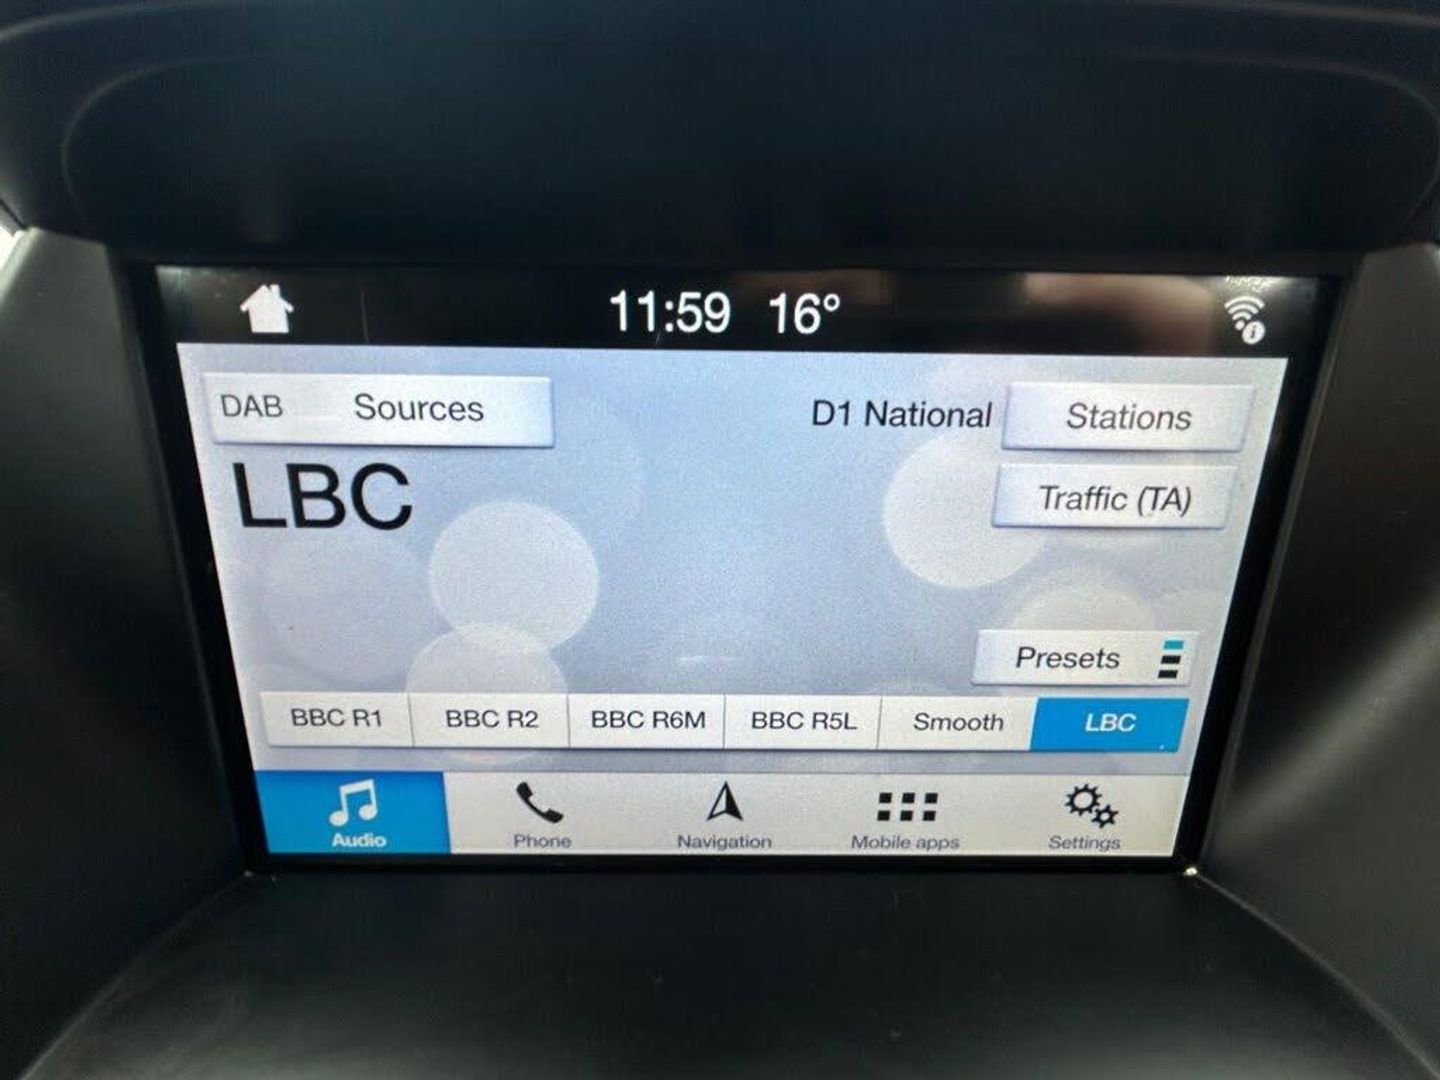 11:59 16°
DAB Sources
D1 National Stations
LBC
Traffic (TA)
Presets
BBC R1 BBC R2 BBC R6M BBC R5L Smooth LBC
Audio Phone Navigation Mobile apps Settings